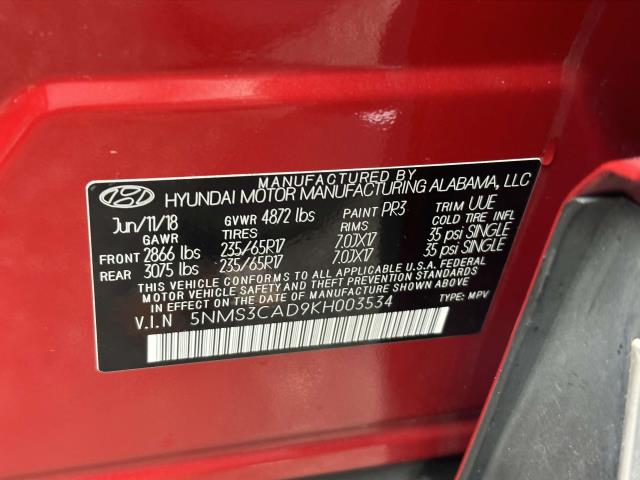 MANUFACTURED BY
HYUNDAI MOTOR MANUFACTURING ALABAMA, LLC
Jun/11/18 GVWR 4872 lbs PAINT PR3 TRIM UUE
GAWR TIRES RIMS COLD TIRE INFL
FRONT 2866 lbs 235/65R17 7.0JX17 35 psi SINGLE
REAR 3075 lbs 235/65R17 7.0JX17 35 psi SINGLE
THIS VEHICLE CONFORMS TO ALL APPLICABLE U.S.A. FEDERAL
MOTOR VEHICLE SAFETY AND THEFT PREVENTION STANDARDS
IN EFFECT ON THE DATE OF MANUFACTURE SHOWN ABOVE.
V.I.N 5NMS3CAD9KH003534 TYPE: MPV